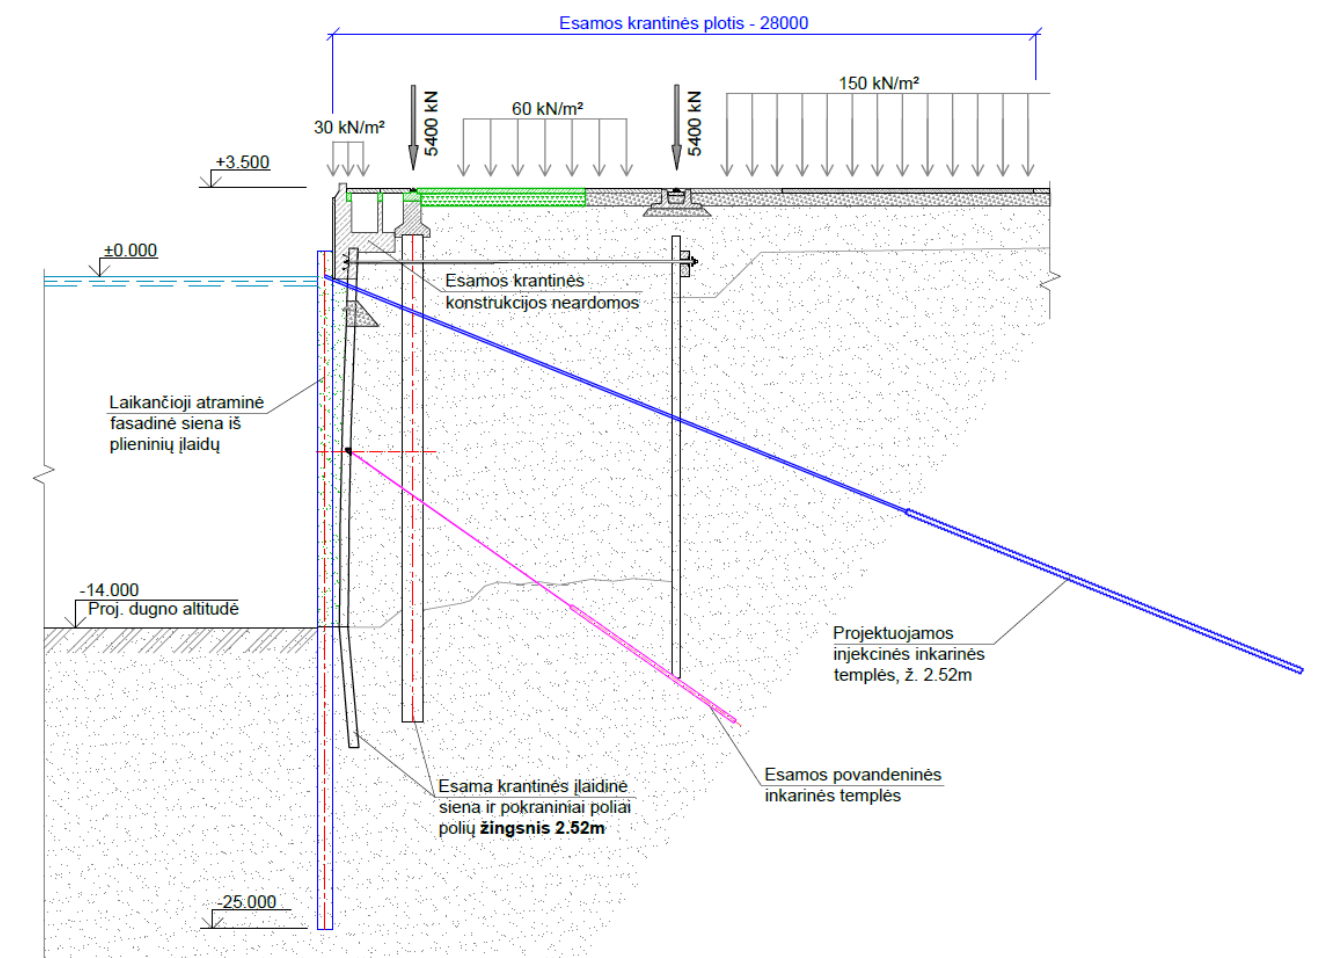 Esamos krantinės plotis - 28000
150 kN/m²
60 kN/m²
30 kN/m²
5400 kN
5400 kN
+3.500
±0.000
Esamos krantinės
konstrukcijos neardomos
Laikančioji atraminė
fasadinė siena iš
plieninių įlaidų
-14.000
Proj. dugno altitudė
Projektuojamos
injekcinės inkarinės
templės, ž. 2.52m
Esamos povandeninės
inkarinės templės
Esama krantinės įlaidinė
siena ir pokraniniai poliai
polių žingsnis 2.52m
-25.000